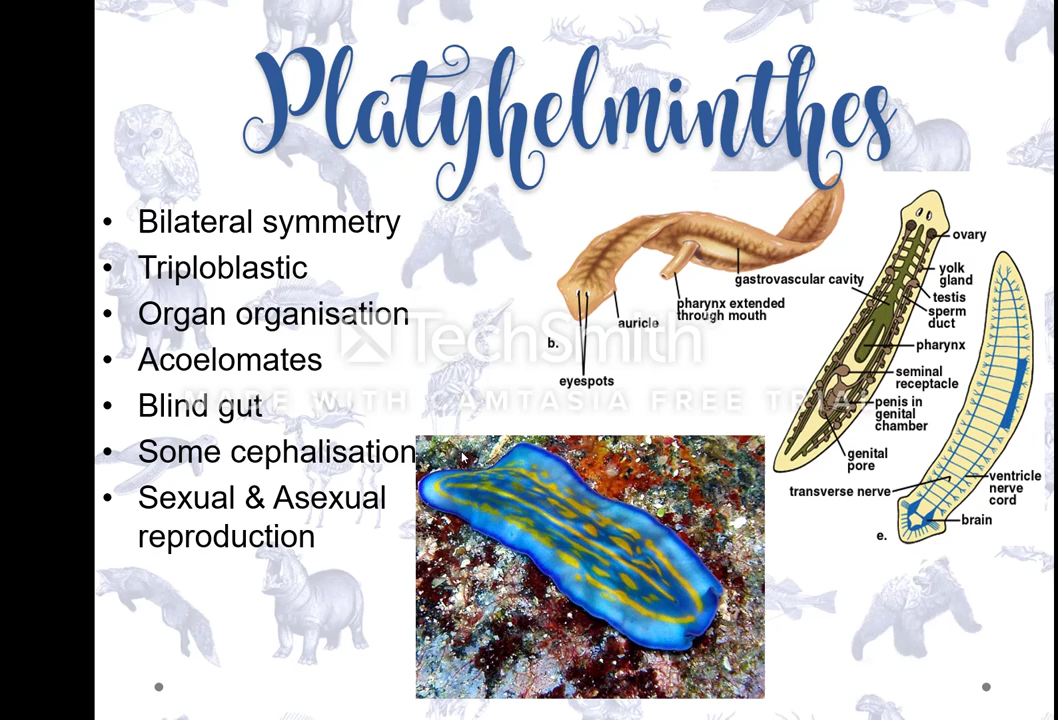 Platyhelminthes
• Bilateral symmetry
• Triploblastic
• Organ organisation
• Acoelomates
• Blind gut
• Some cephalisation
• Sexual & Asexual
reproduction
gastrovascular cavity
pharynx extended
through mouth
auricle
b.
eyespots
ovary
yolk
gland
testis
sperm
duct
pharynx
seminal
receptacle
penis in
genital
chamber
genital
pore
transverse nerve
ventricle
nerve
cord
brain
e.
TechSmith
MADE WITH CAMTASIA FREE TRIAL